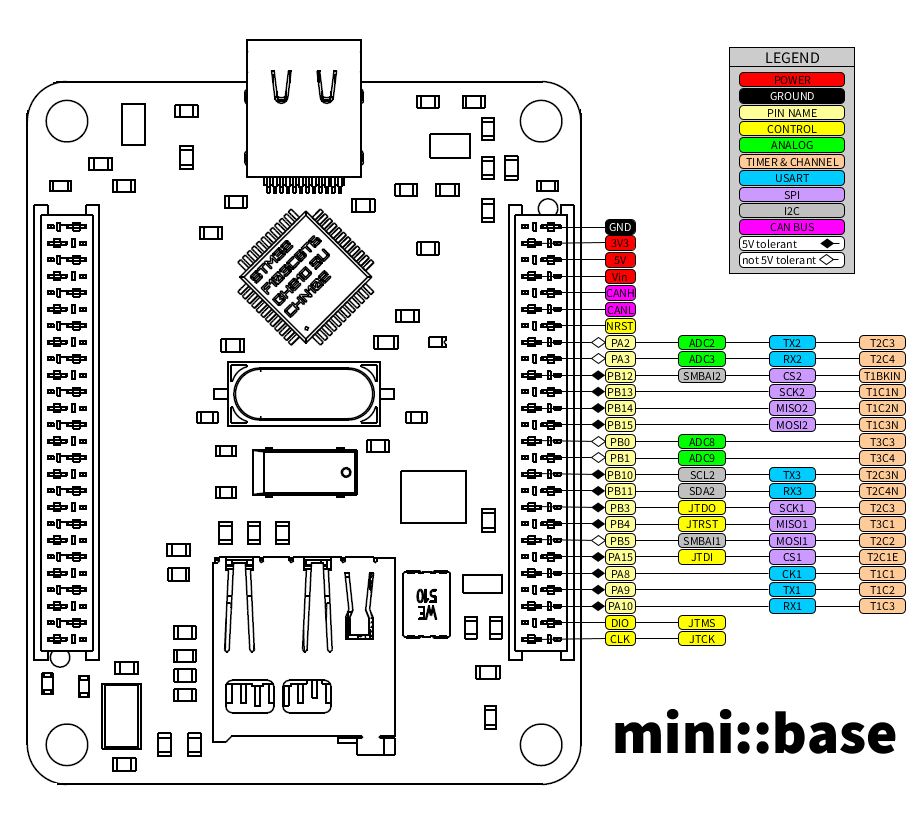 LEGEND
POWER
GROUND
PIN NAME
CONTROL
ANALOG
TIMER & CHANNEL
USART
SPI
I2C
CAN BUS
5V tolerant
not 5V tolerant
STM32
GND
3V3
5V
Vin
CANH
CANL
NRST
PA2 ADC2 TX2 T2C3
PA3 ADC3 RX2 T2C4
PB12 SMBAI2 CS2 T1BKIN
PB13 SCK2 T1C1N
PB14 MISO2 T1C2N
PB15 MOSI2 T1C3N
PB0 ADC8 T3C3
PB1 ADC9 T3C4
PB10 SCL2 TX3 T2C3N
PB11 SDA2 RX3 T2C4N
PB3 JTDO SCK1 T2C3
PB4 JTRST MISO1 T3C1
PB5 SMBAI1 MOSI1 T2C2
PA15 JTDI CS1 T2C1E
PA8 CK1 T1C1
PA9 TX1 T1C2
PA10 RX1 T1C3
DIO JTMS
CLK JTCK
WE
510
mini::base